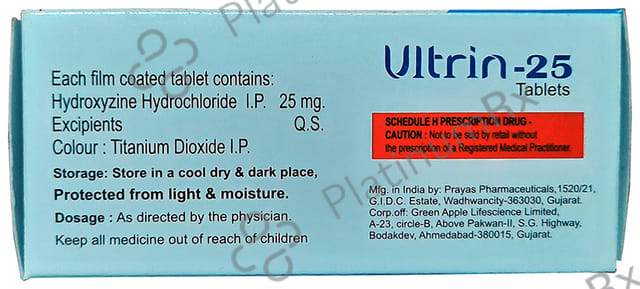 Each film coated tablet contains:
Hydroxyzine Hydrochloride I.P. 25 mg.
Excipients Q.S.
Colour : Titanium Dioxide I.P.
Storage: Store in a cool dry & dark place,
Protected from light & moisture.
Dosage : As directed by the physician.
Keep all medicine out of reach of children
Ultrin-25
Tablets
SCHEDULE H PRESCRIPTION DRUG -
CAUTION : Not to be sold by retail without
the prescription of a Registered Medical Practitioner.
Mfg. in India by: Prayas Pharmaceuticals,1520/21,
G.I.D.C. Estate, Wadhwancity-363030, Gujarat.
Corp.off: Green Apple Lifescience Limited,
A-23, circle-B, Above Pakwan-II, S.G. Highway,
Bodakdev, Ahmedabad-380015, Gujarat.
Platinum Rx